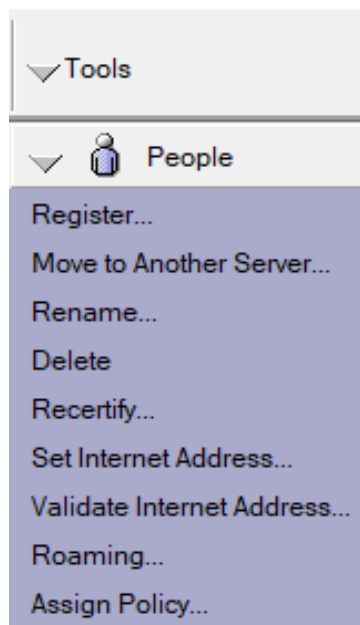 Tools
People
Register...
Move to Another Server...
Rename...
Delete
Recertify...
Set Internet Address...
Validate Internet Address...
Roaming...
Assign Policy...